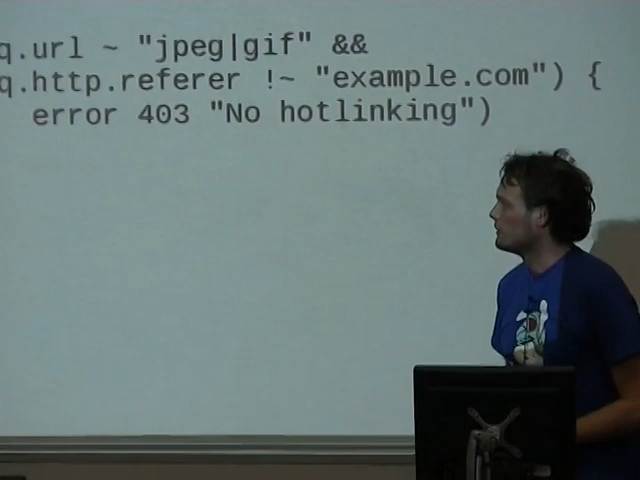 q.url ~ "jpeg|gif" &&
q.http.referer !~ "example.com") {
error 403 "No hotlinking")